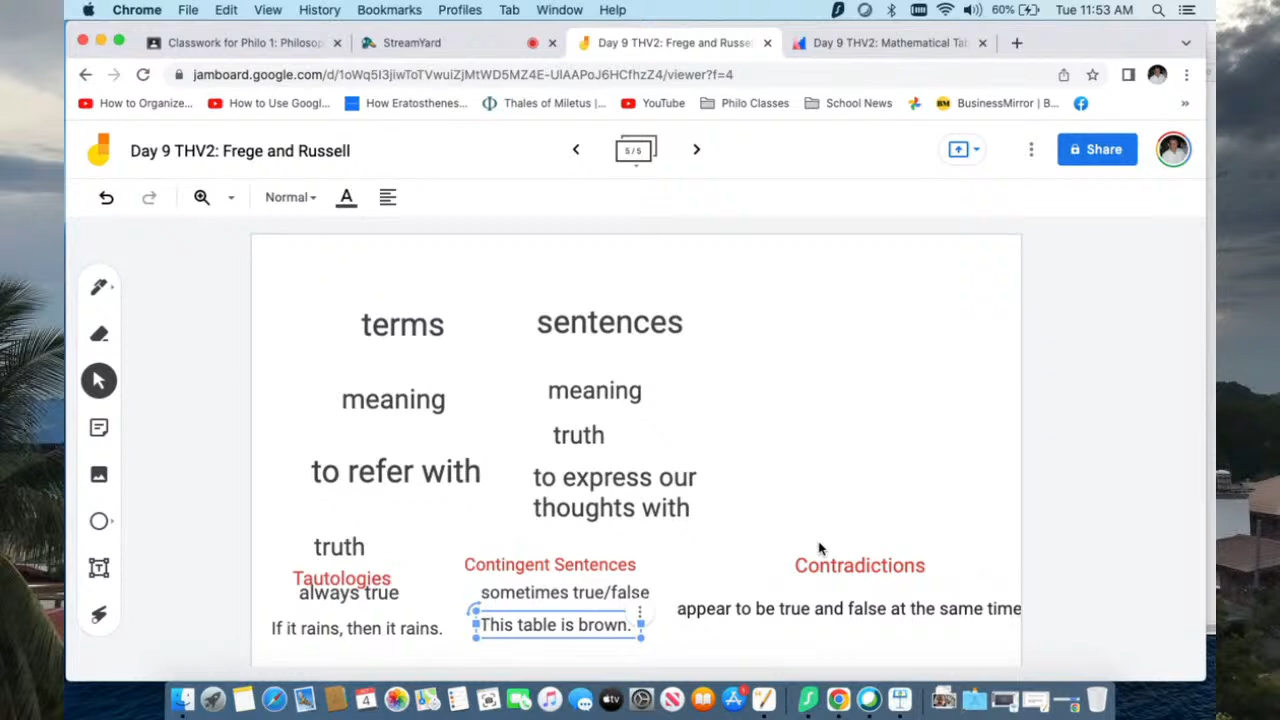 Chrome File Edit View History Bookmarks Profiles Tab Window Help 60% Tue 11:53 AM
Classwork for Philo 1: Philosop StreamYard Day 9 THV2: Frege and Russe Day 9 THV2: Mathematical Ta
jamboard.google.com/d/1oWq5I3jiwToTVwuiZjMtWD5MZ4E-UIAAPoJ6HCfhzZ4/viewer?f=4
How to Organize... How to Use Googl... How Eratosthenes... Thales of Miletus |... YouTube Philo Classes School News BusinessMirror | B... »
Day 9 THV2: Frege and Russell 5 / 5 Share
Normal A
terms sentences
meaning meaning
truth
to refer with to express our
thoughts with
truth
Tautologies Contingent Sentences Contradictions
always true sometimes true/false
appear to be true and false at the same time
If it rains, then it rains. This table is brown.
4 tv